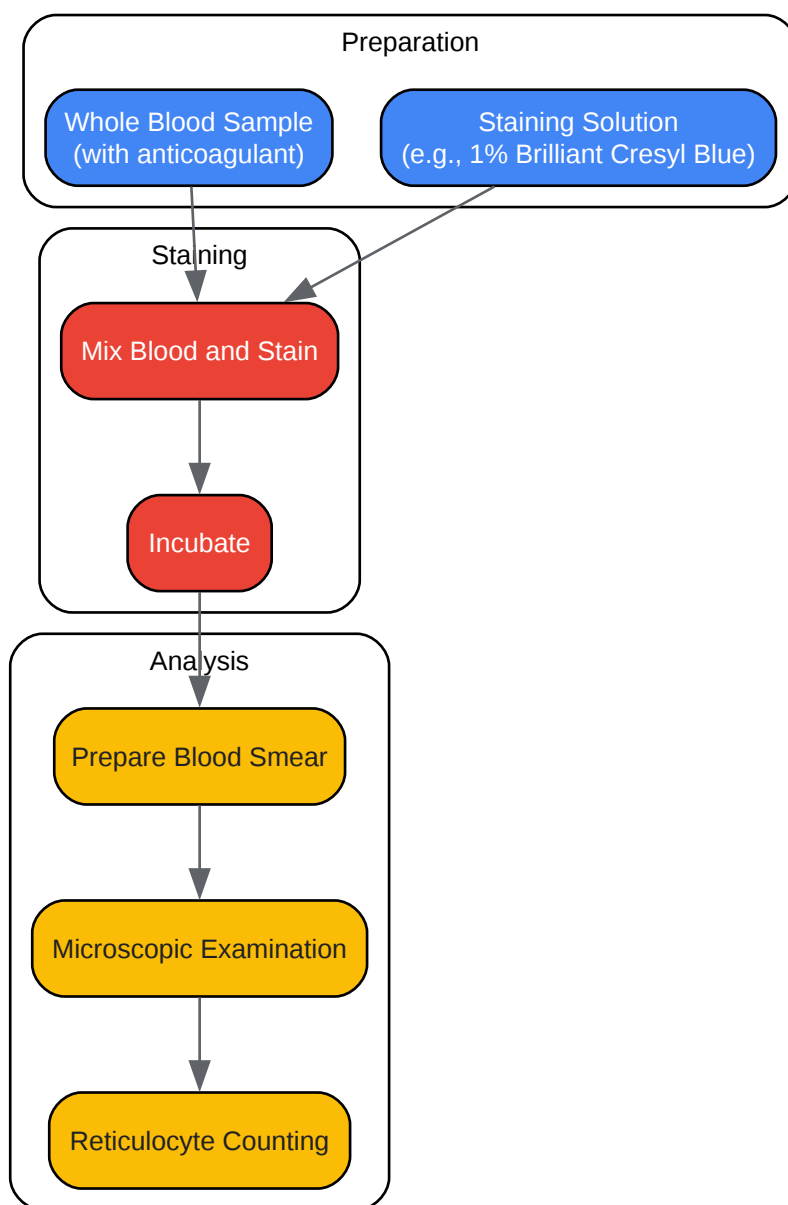 Preparation
Whole Blood Sample
(with anticoagulant)
Staining Solution
(e.g., 1% Brilliant Cresyl Blue)
Staining
Mix Blood and Stain
Incubate
Analysis
Prepare Blood Smear
Microscopic Examination
Reticulocyte Counting